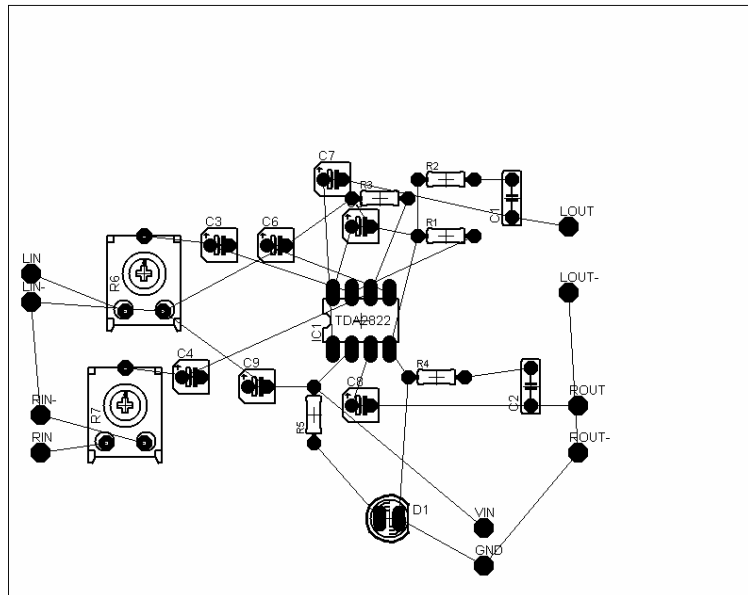 C7
R2
R3
C1
C3
C6
R1
LOUT
LIN
R6
LIN-
LOUT-
TDA2822
IC1
C4
C9
R4
C8
C2
ROUT
RIN-
R7
R5
RIN
ROUT-
D1
VIN
GND